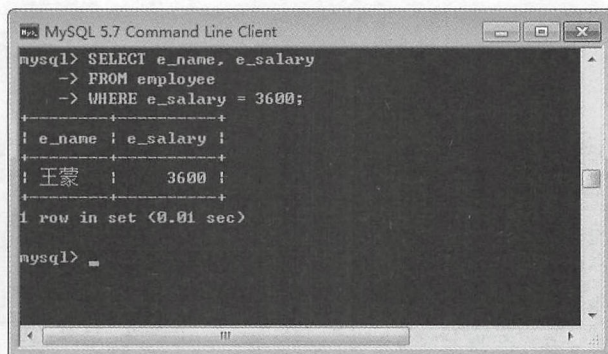 MySQL 5.7 Command Line Client
mysql> SELECT e_name, e_salary
    -> FROM employee
    -> WHERE e_salary = 3600;
+--------+----------+
| e_name | e_salary |
+--------+----------+
| 王蒙   |     3600 |
+--------+----------+
1 row in set (0.01 sec)
mysql>